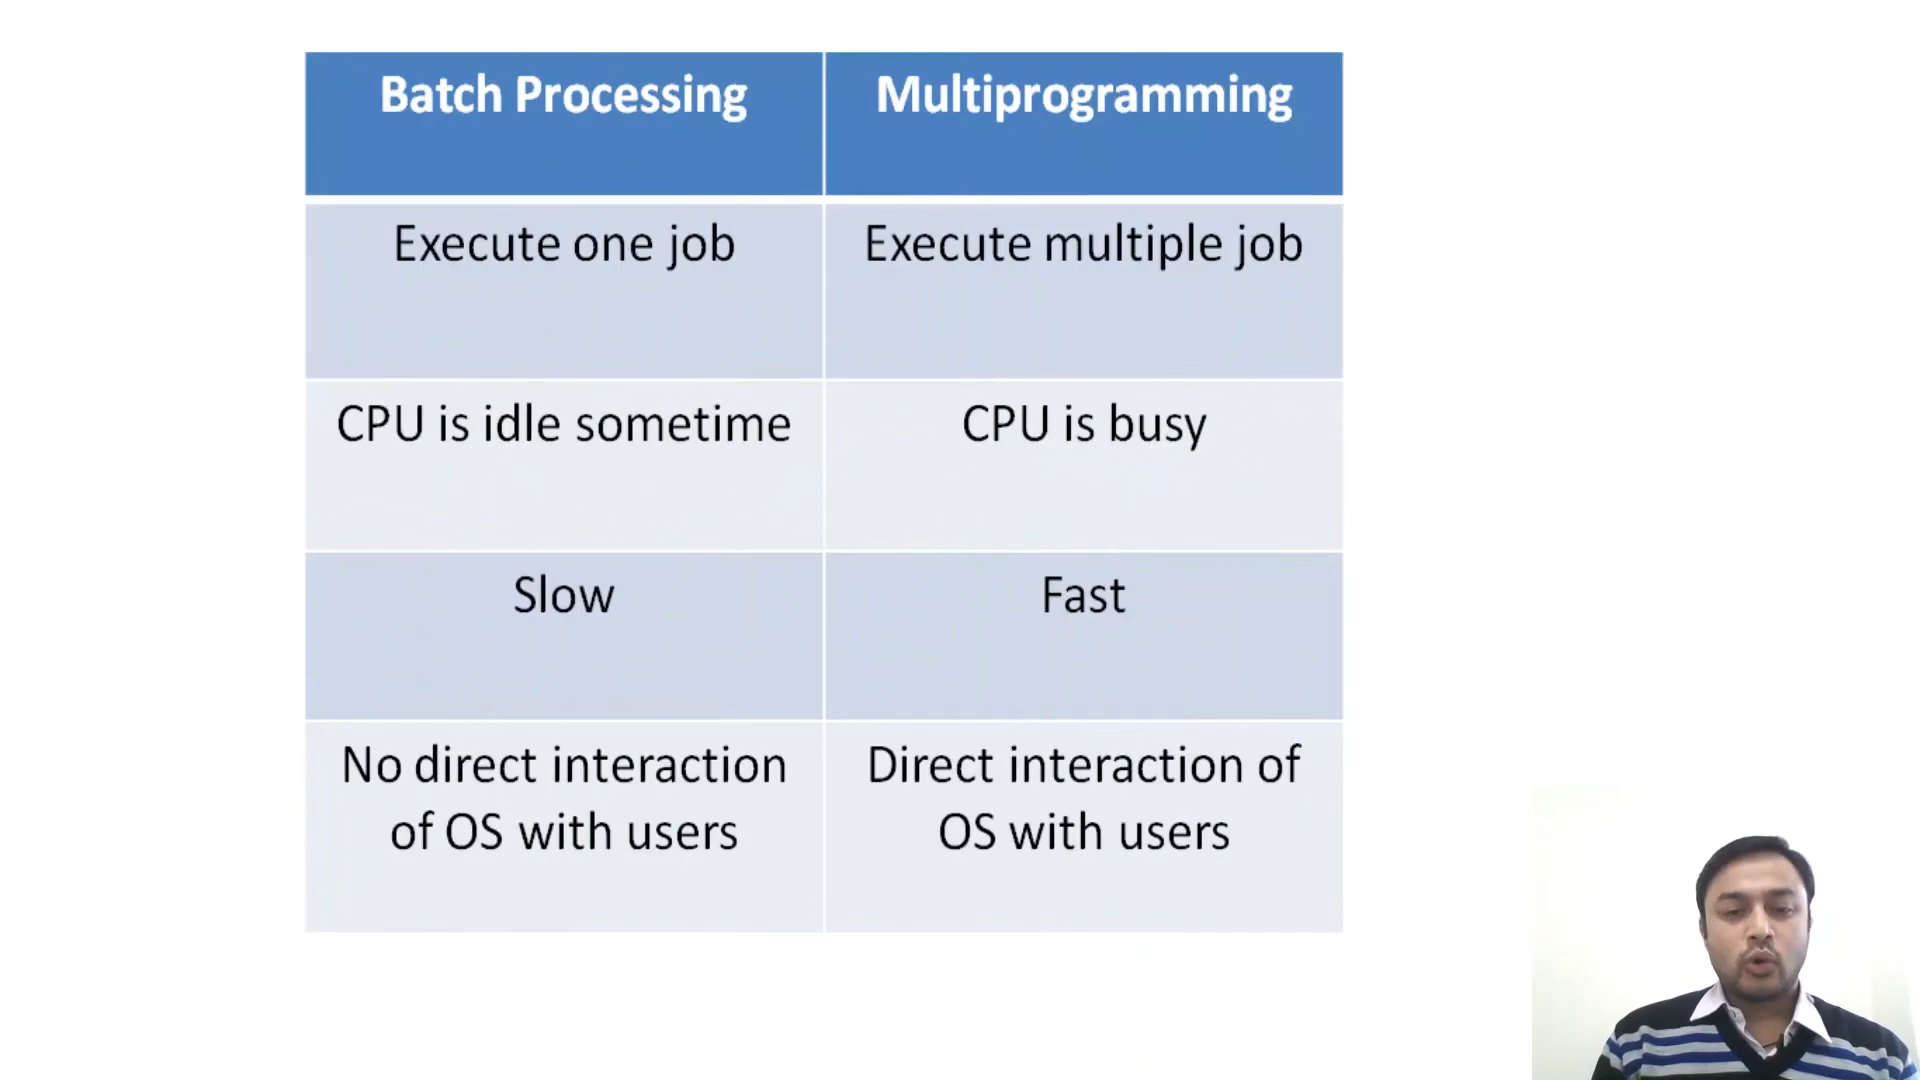 Batch Processing
Multiprogramming
Execute one job
Execute multiple job
CPU is idle sometime
CPU is busy
Slow
Fast
No direct interaction
of OS with users
Direct interaction of
OS with users